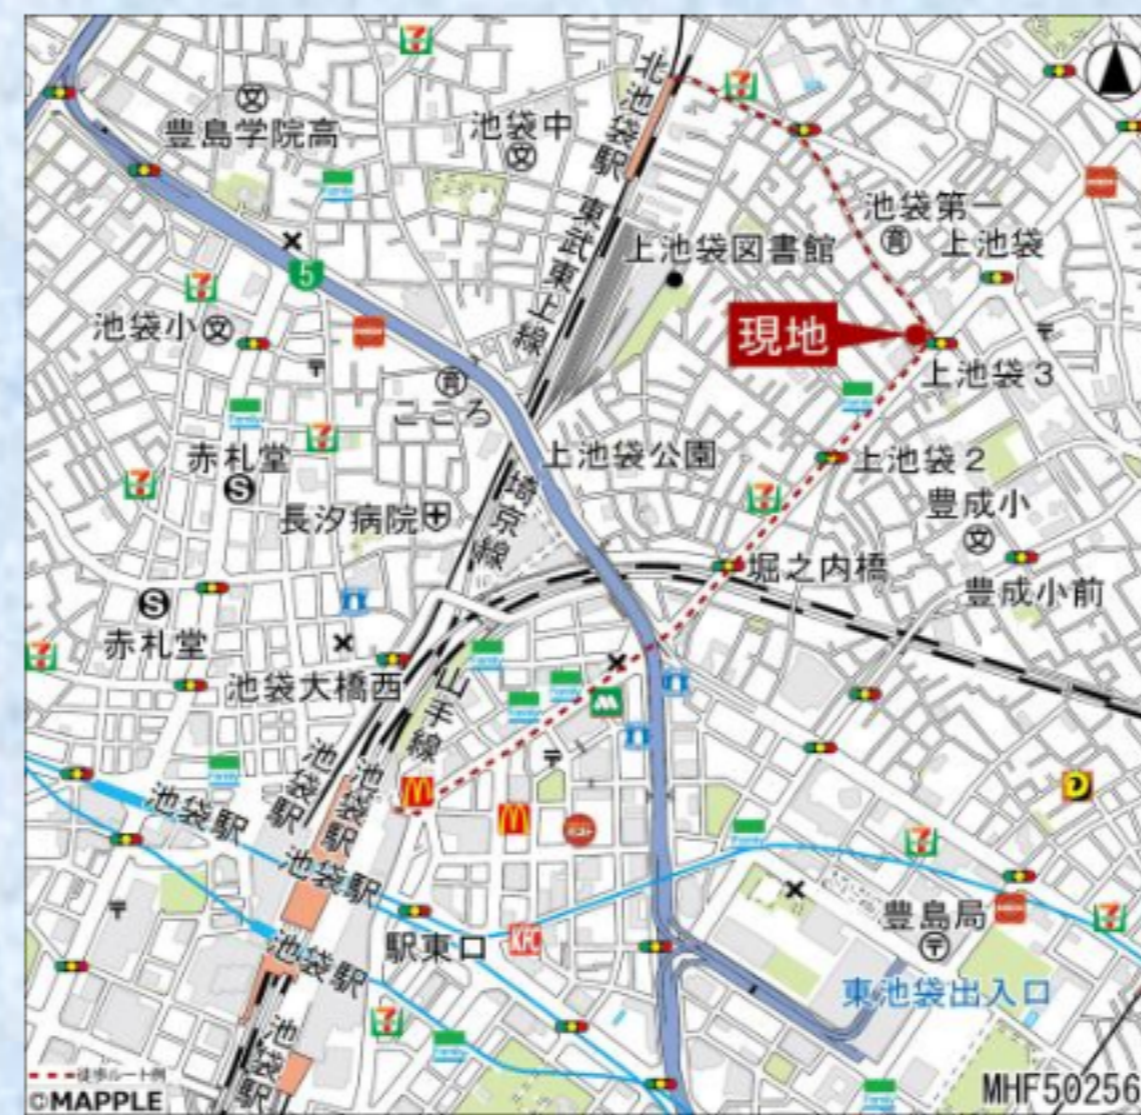 N
豊島学院高
池袋中
北池袋駅
東武東上線
池袋第一
上池袋
上池袋図書館
5
池袋小
現地
上池袋3
こころ
赤札堂
上池袋公園
上池袋2
豊成小
長汐病院
埼京線
堀之内橋
豊成小前
赤札堂
池袋大橋西
山手線
池袋駅
池袋駅
池袋駅
池袋駅
駅東口
KFC
豊島局
池袋駅
東池袋出入口
池袋駅
徒歩ルート例
©MAPPLE
MHF50256